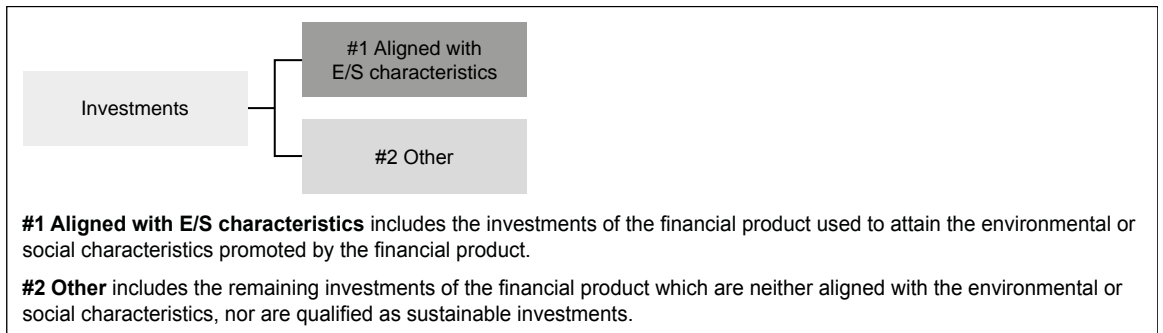 #1 Aligned with
E/S characteristics
Investments
#2 Other
#1 Aligned with E/S characteristics includes the investments of the financial product used to attain the environmental or
social characteristics promoted by the financial product.
#2 Other includes the remaining investments of the financial product which are neither aligned with the environmental or
social characteristics, nor are qualified as sustainable investments.